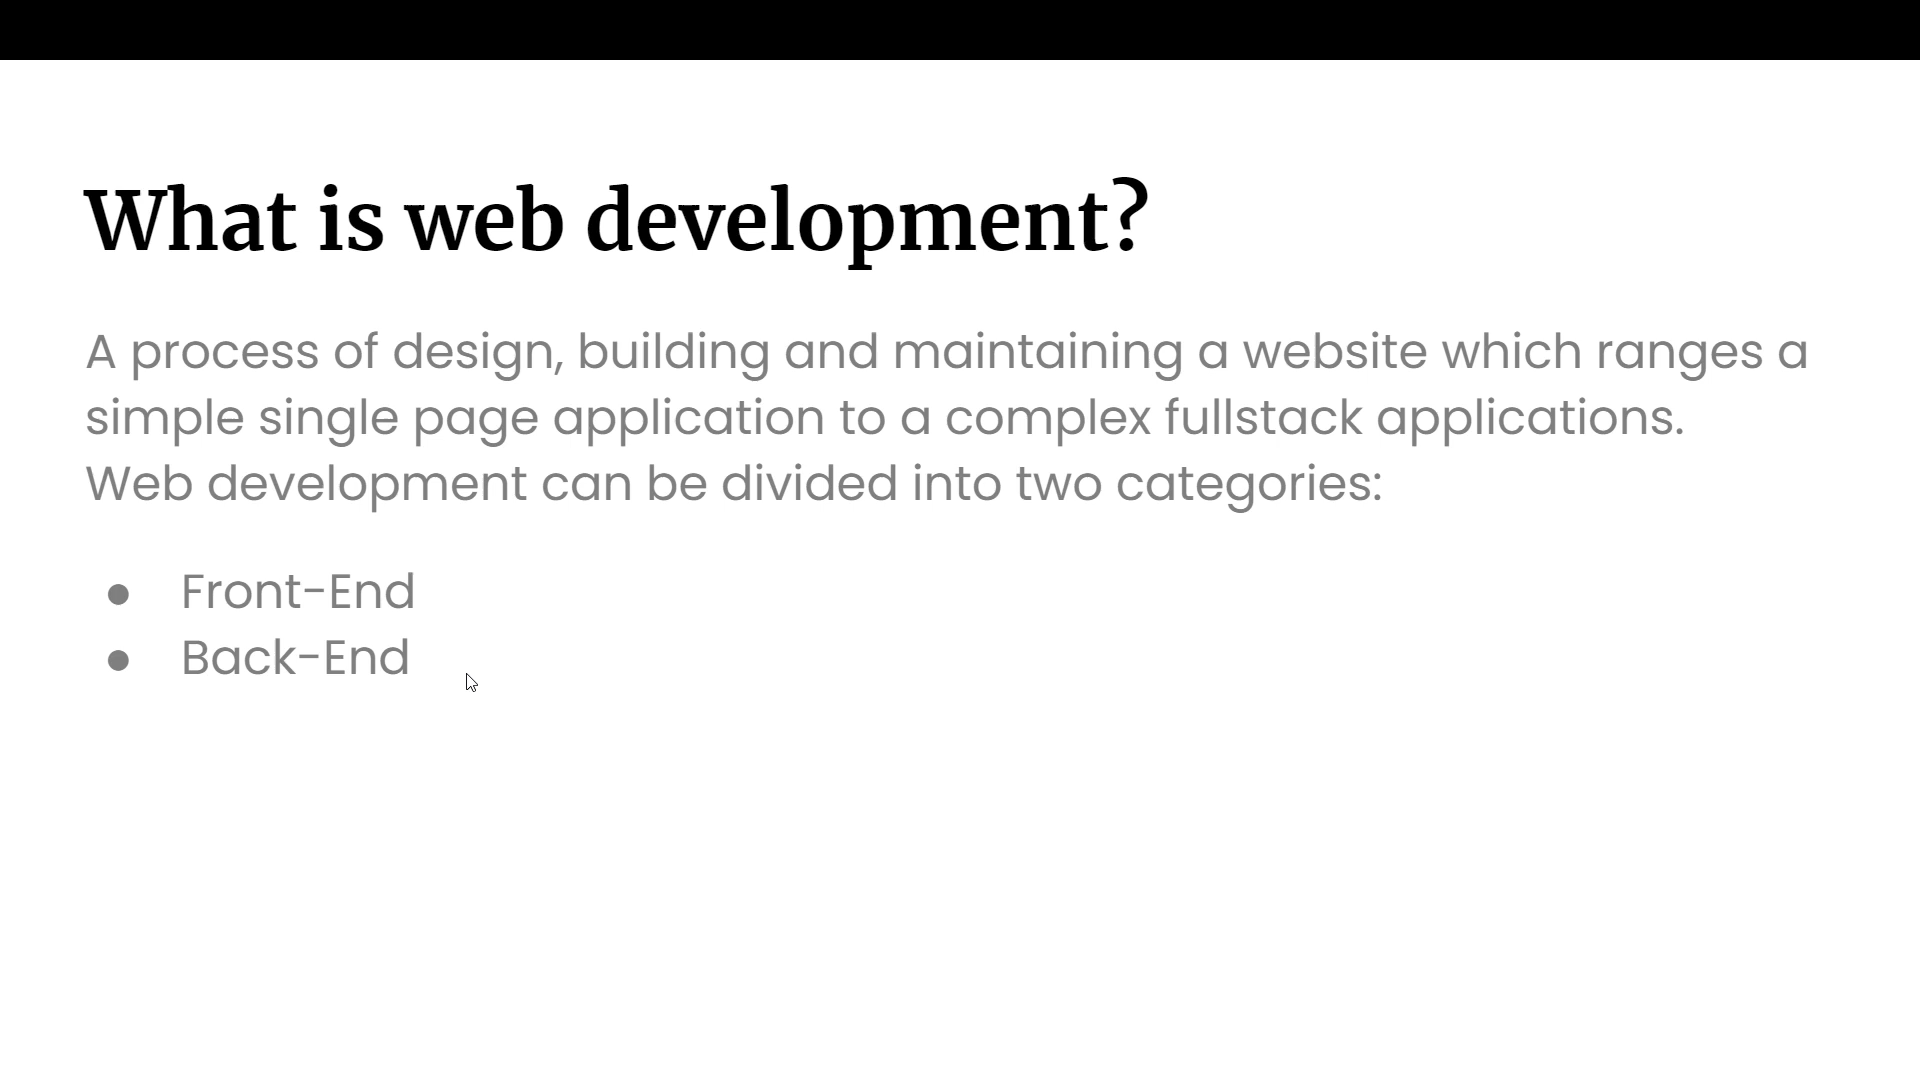 What is web development?
A process of design, building and maintaining a website which ranges a
simple single page application to a complex fullstack applications.
Web development can be divided into two categories:
● Front-End
● Back-End